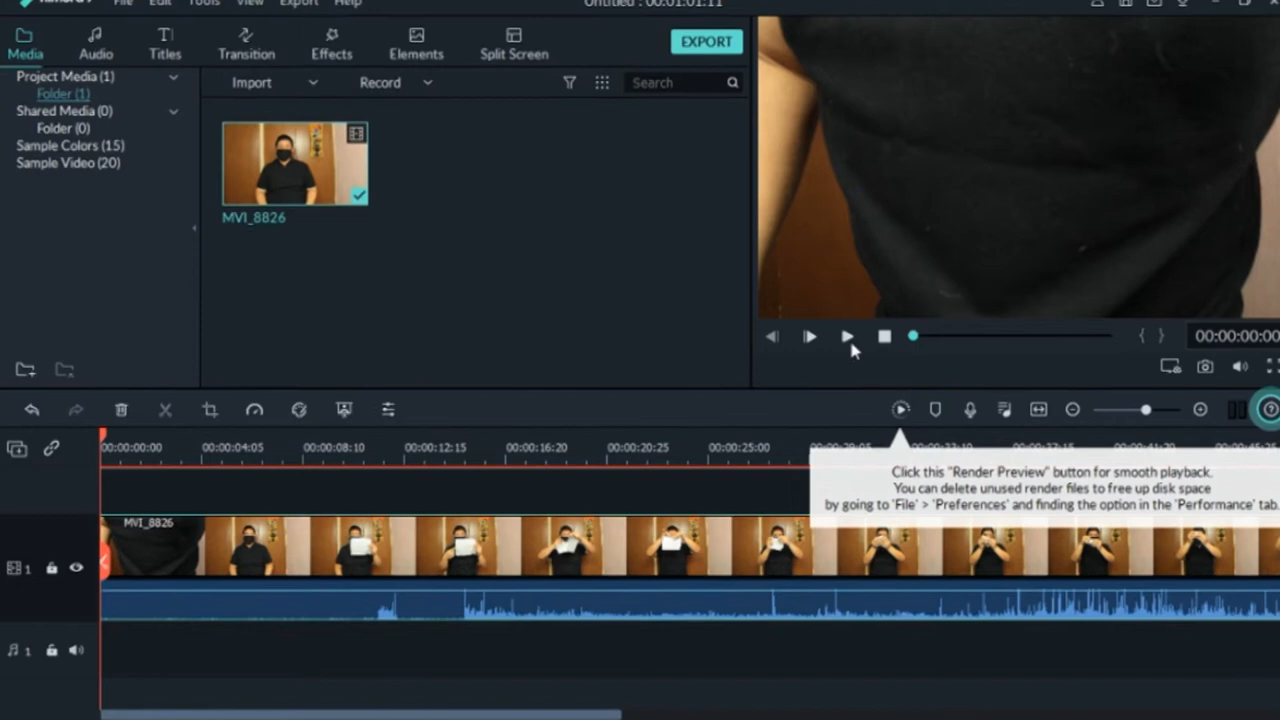 File Edit Tools View Export Help
Untitled : 00:01:01:11
Media Audio Titles Transition Effects Elements Split Screen
EXPORT
Project Media (1)
Folder (1)
Shared Media (0)
Folder (0)
Sample Colors (15)
Sample Video (20)
Import Record Search
MVI_8826
00:00:00:00
00:00:00:00 00:00:04:05 00:00:08:10 00:00:12:15 00:00:16:20 00:00:20:25 00:00:25:00
Click this "Render Preview" button for smooth playback.
You can delete unused render files to free up disk space
by going to 'File' > 'Preferences' and finding the option in the 'Performance' tab.
MVI_8826
1
1